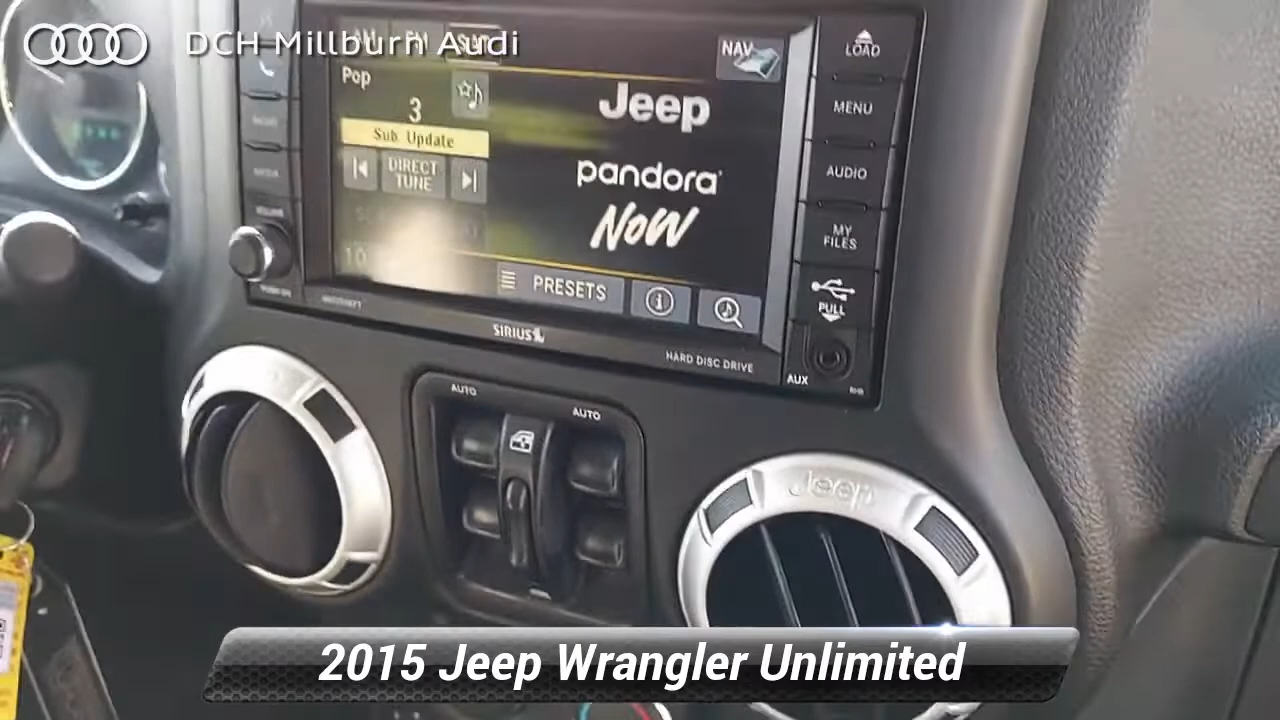 DCH Millburn Audi
NAV
LOAD
Pop
3
Jeep
MENU
Sub Update
DIRECT
TUNE
pandora
AUDIO
NOW
MY
FILES
PRESETS
PULL
SIRIUS
HARD DISC DRIVE
AUX
AUTO
AUTO
Jeep
2015 Jeep Wrangler Unlimited